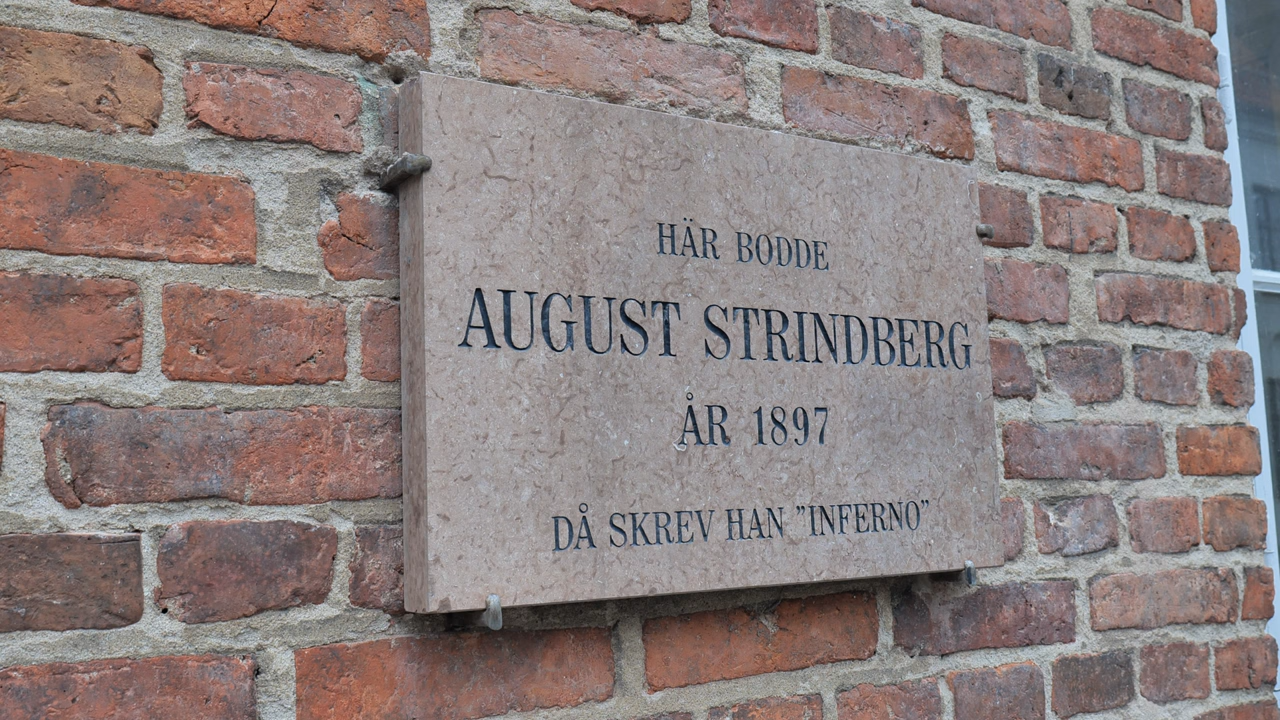 HÄR BODDE
AUGUST STRINDBERG
ÅR 1897
DÅ SKREV HAN ”INFERNO”